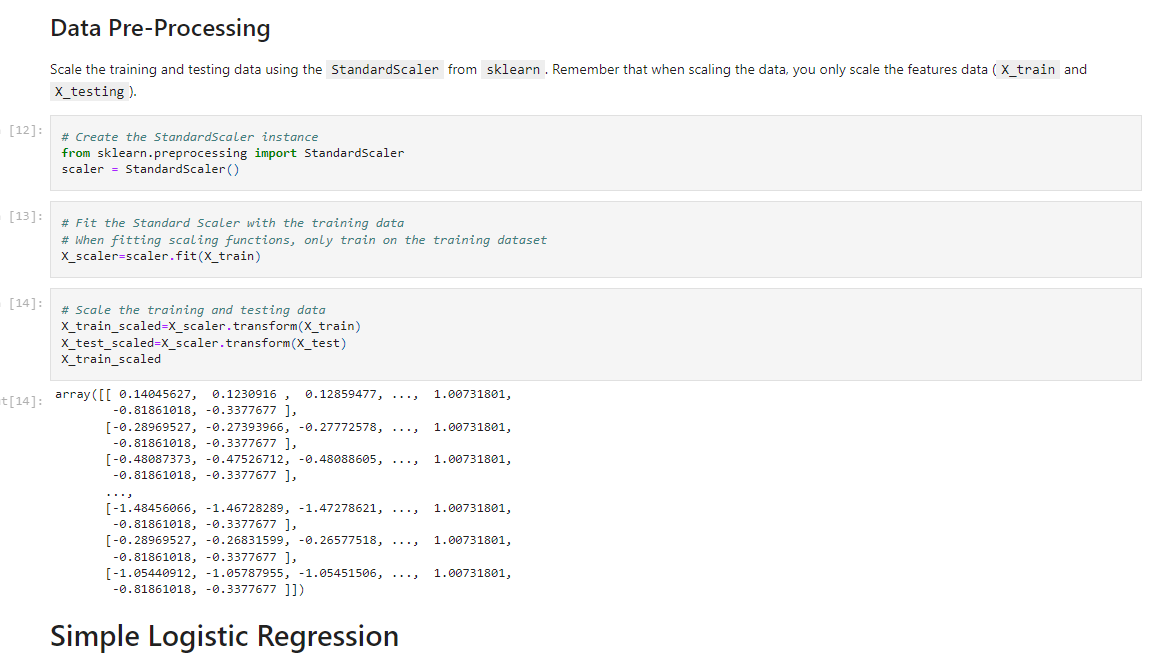 Data Pre-Processing
Scale the training and testing data using the StandardScaler from sklearn. Remember that when scaling the data, you only scale the features data ( X_train and
X_testing ).
[12]:
# Create the StandardScaler instance
from sklearn.preprocessing import StandardScaler
scaler = StandardScaler()
[13]:
# Fit the Standard Scaler with the training data
# When fitting scaling functions, only train on the training dataset
X_scaler=scaler.fit(X_train)
[14]:
# Scale the training and testing data
X_train_scaled=X_scaler.transform(X_train)
X_test_scaled=X_scaler.transform(X_test)
X_train_scaled
t[14]:
array([[ 0.14045627,  0.1230916 ,  0.12859477, ...,  1.00731801,
        -0.81861018, -0.3377677 ],
       [-0.28969527, -0.27393966, -0.27772578, ...,  1.00731801,
        -0.81861018, -0.3377677 ],
       [-0.48087373, -0.47526712, -0.48088605, ...,  1.00731801,
        -0.81861018, -0.3377677 ],
       ...,
       [-1.48456066, -1.46728289, -1.47278621, ...,  1.00731801,
        -0.81861018, -0.3377677 ],
       [-0.28969527, -0.26831599, -0.26577518, ...,  1.00731801,
        -0.81861018, -0.3377677 ],
       [-1.05440912, -1.05787955, -1.05451506, ...,  1.00731801,
        -0.81861018, -0.3377677 ]])
Simple Logistic Regression